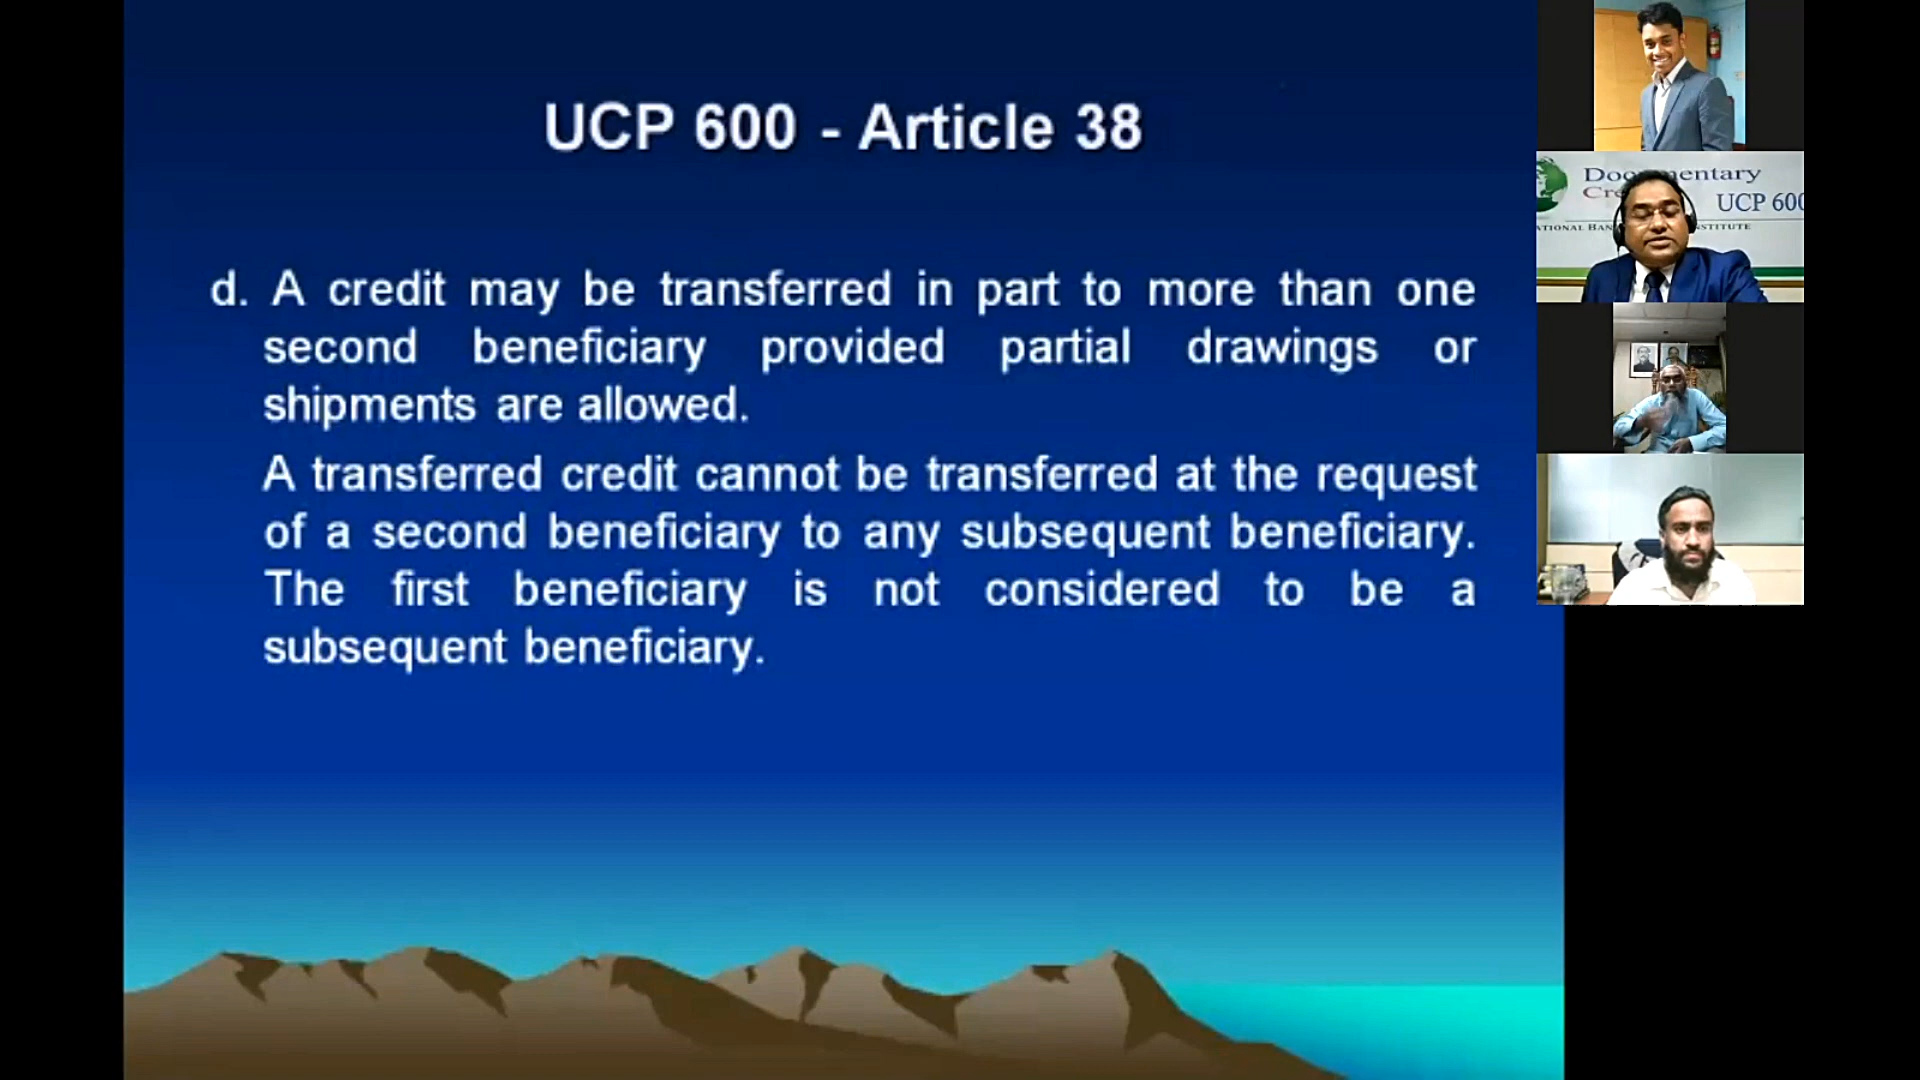 UCP 600 - Article 38
d. A credit may be transferred in part to more than one
second beneficiary provided partial drawings or
shipments are allowed.
A transferred credit cannot be transferred at the request
of a second beneficiary to any subsequent beneficiary.
The first beneficiary is not considered to be a
subsequent beneficiary.
UCP 600